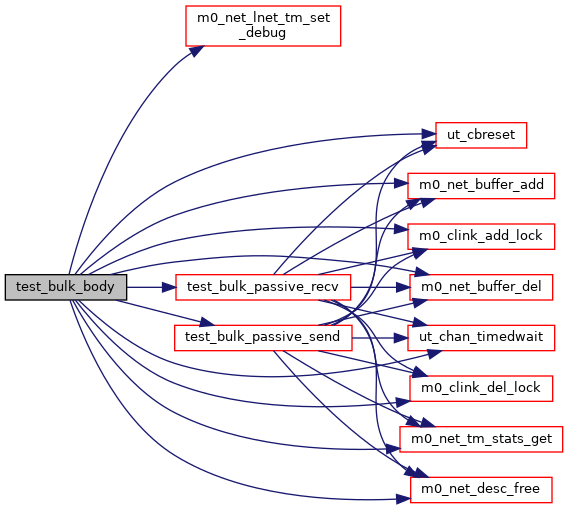 m0_net_lnet_tm_set
_debug
ut_cbreset
m0_net_buffer_add
m0_clink_add_lock
test_bulk_body
test_bulk_passive_recv
m0_net_buffer_del
test_bulk_passive_send
ut_chan_timedwait
m0_clink_del_lock
m0_net_tm_stats_get
m0_net_desc_free